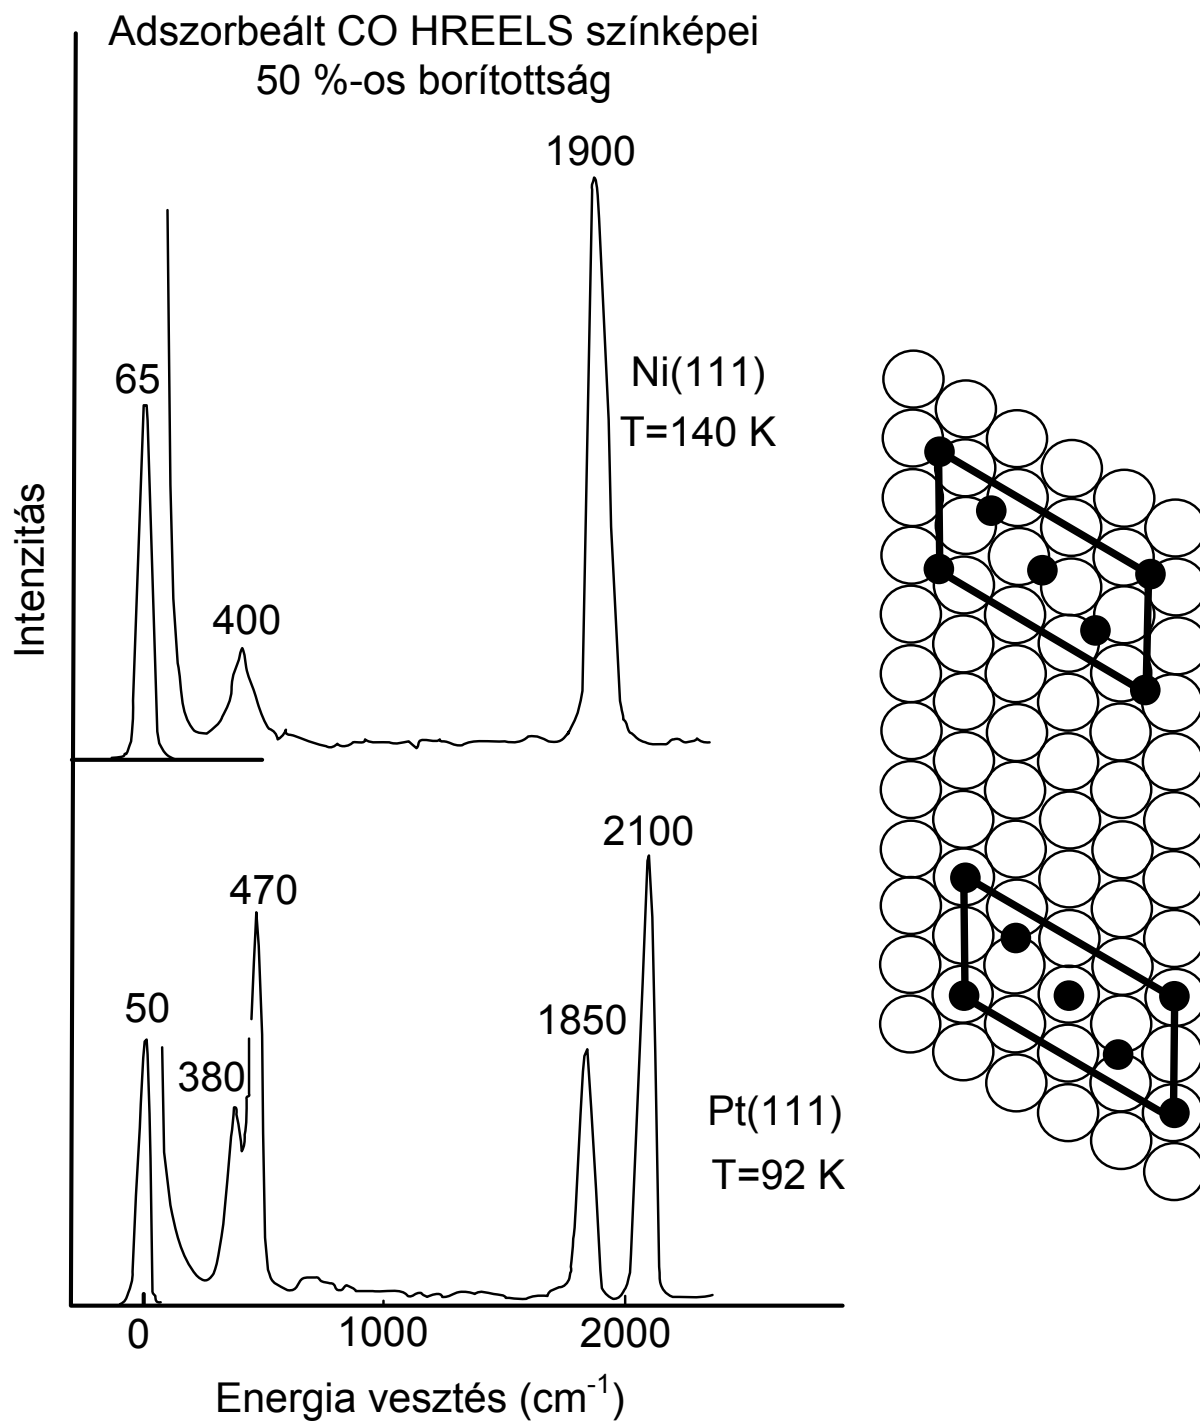 Adszorbeált CO HREELS színképei
50 %-os borítottság
1900
65
Ni(111)
T=140 K
400
Intenzitás
2100
470
50
1850
380
Pt(111)
T=92 K
0
1000
2000
Energia vesztés (cm⁻¹)